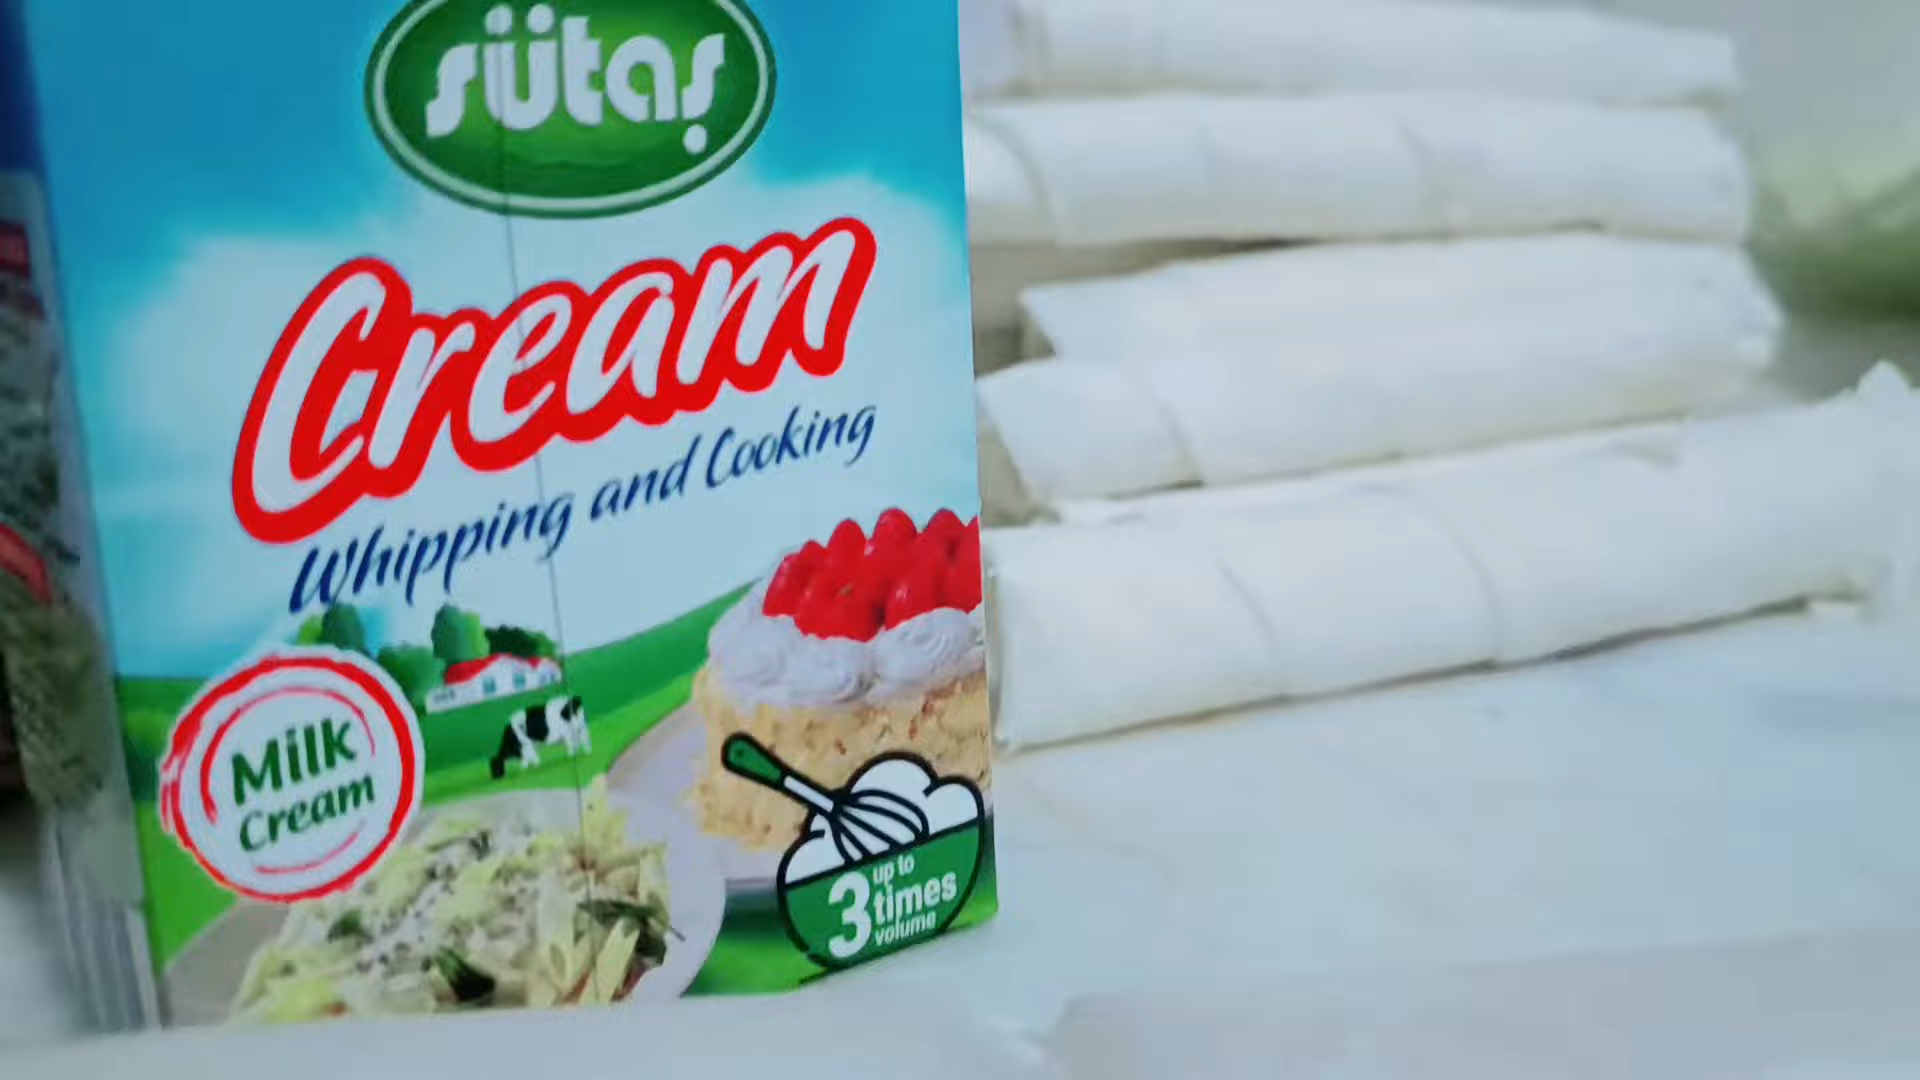 sütaş
Cream
Whipping and Cooking
Milk
Cream
up to
3 times
volume